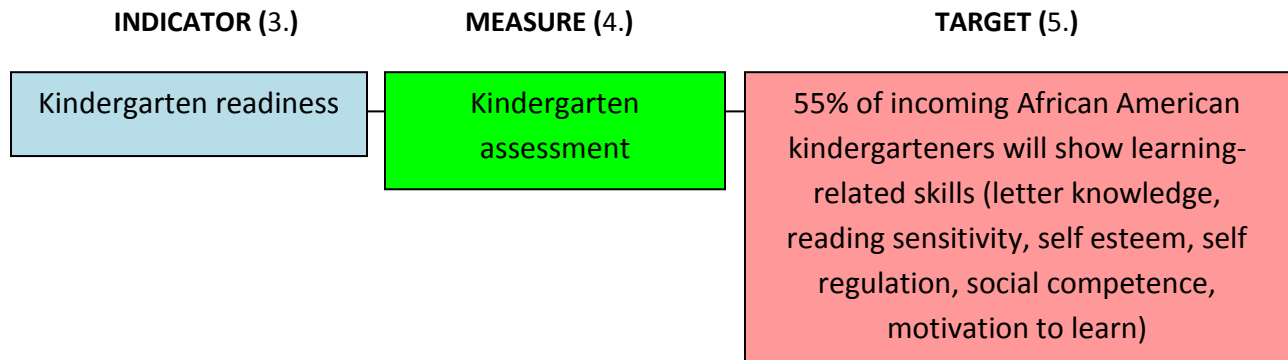 INDICATOR (3.)
MEASURE (4.)
TARGET (5.)
Kindergarten readiness
Kindergarten
assessment
55% of incoming African American
kindergarteners will show learning-
related skills (letter knowledge,
reading sensitivity, self esteem, self
regulation, social competence,
motivation to learn)